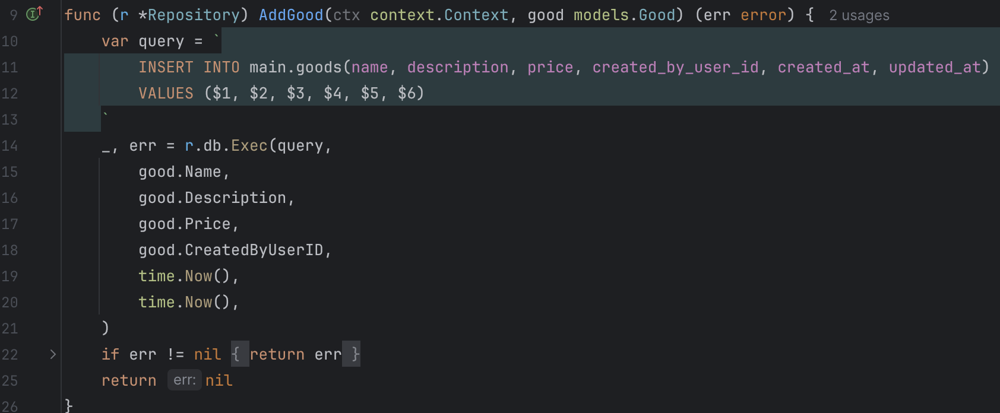 9 func (r *Repository) AddGood(ctx context.Context, good models.Good) (err error) { 2 usages
10 var query = `
11 INSERT INTO main.goods(name, description, price, created_by_user_id, created_at, updated_at)
12 VALUES ($1, $2, $3, $4, $5, $6)
13 `
14 _, err = r.db.Exec(query,
15 good.Name,
16 good.Description,
17 good.Price,
18 good.CreatedByUserID,
19 time.Now(),
20 time.Now(),
21 )
22 if err != nil { return err }
25 return err: nil
26 }